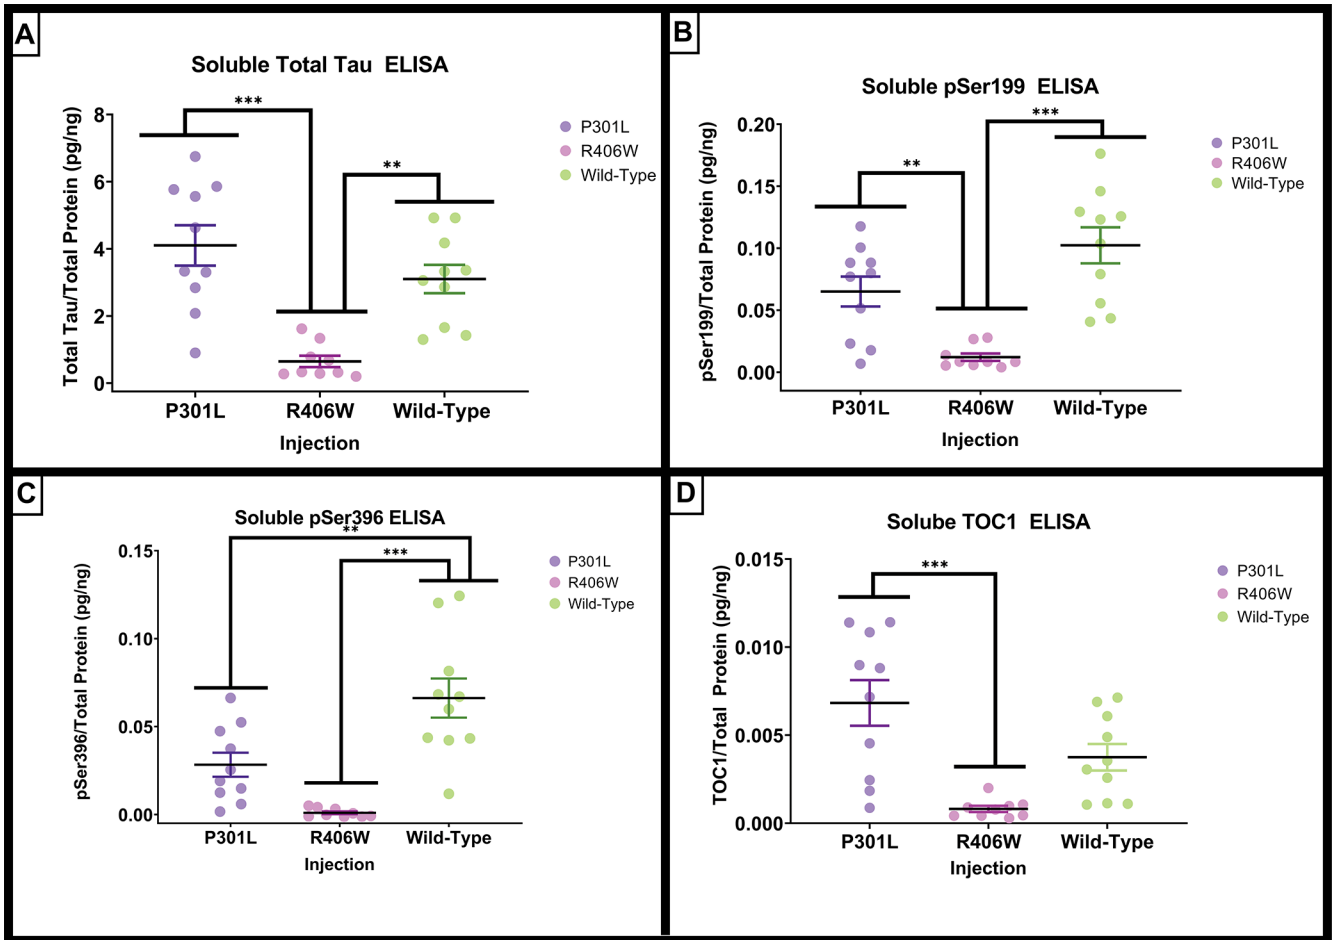 A
Soluble Total Tau ELISA
***
**
Total Tau/Total Protein (pg/ng)
8
6
4
2
0
P301L
R406W
Wild-Type
P301L R406W Wild-Type
Injection
B
Soluble pSer199 ELISA
***
**
pSer199/Total Protein (pg/ng)
0.20
0.15
0.10
0.05
0.00
P301L
R406W
Wild-Type
P301L R406W Wild-Type
Injection
C
Soluble pSer396 ELISA
**
***
pSer396/Total Protein (pg/ng)
0.15
0.10
0.05
0.00
P301L
R406W
Wild-Type
P301L R406W Wild-Type
Injection
D
Solube TOC1 ELISA
***
TOC1/Total Protein (pg/ng)
0.015
0.010
0.005
0.000
P301L
R406W
Wild-Type
P301L R406W Wild-Type
Injection